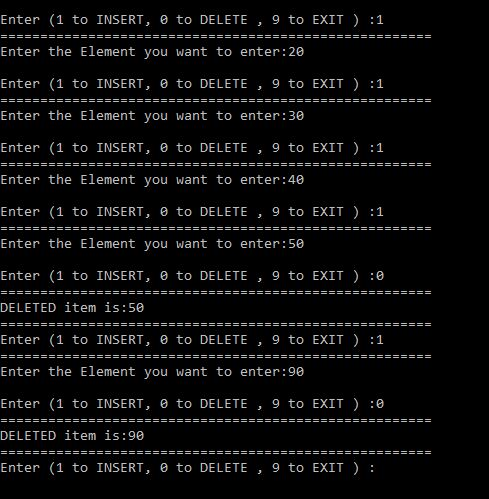 Enter (1 to INSERT, 0 to DELETE , 9 to EXIT ) :1
======================================================
Enter the Element you want to enter:20
Enter (1 to INSERT, 0 to DELETE , 9 to EXIT ) :1
======================================================
Enter the Element you want to enter:30
Enter (1 to INSERT, 0 to DELETE , 9 to EXIT ) :1
======================================================
Enter the Element you want to enter:40
Enter (1 to INSERT, 0 to DELETE , 9 to EXIT ) :1
======================================================
Enter the Element you want to enter:50
Enter (1 to INSERT, 0 to DELETE , 9 to EXIT ) :0
======================================================
DELETED item is:50
======================================================
Enter (1 to INSERT, 0 to DELETE , 9 to EXIT ) :1
======================================================
Enter the Element you want to enter:90
Enter (1 to INSERT, 0 to DELETE , 9 to EXIT ) :0
======================================================
DELETED item is:90
======================================================
Enter (1 to INSERT, 0 to DELETE , 9 to EXIT ) :